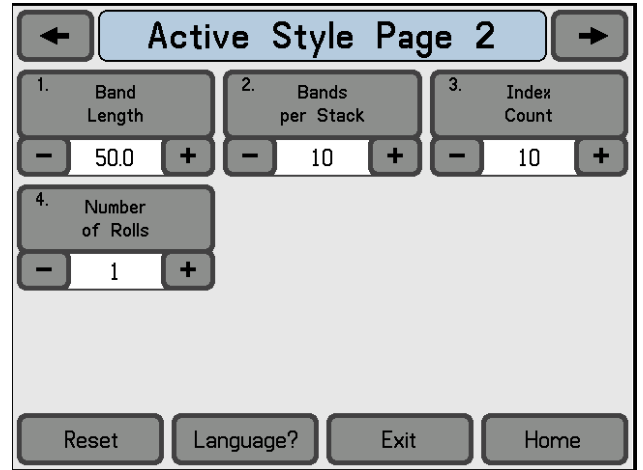 Active Style Page 2
1. Band Length
2. Bands per Stack
3. Index Count
− 50.0 +
− 10 +
− 10 +
4. Number of Rolls
− 1 +
Reset
Language?
Exit
Home